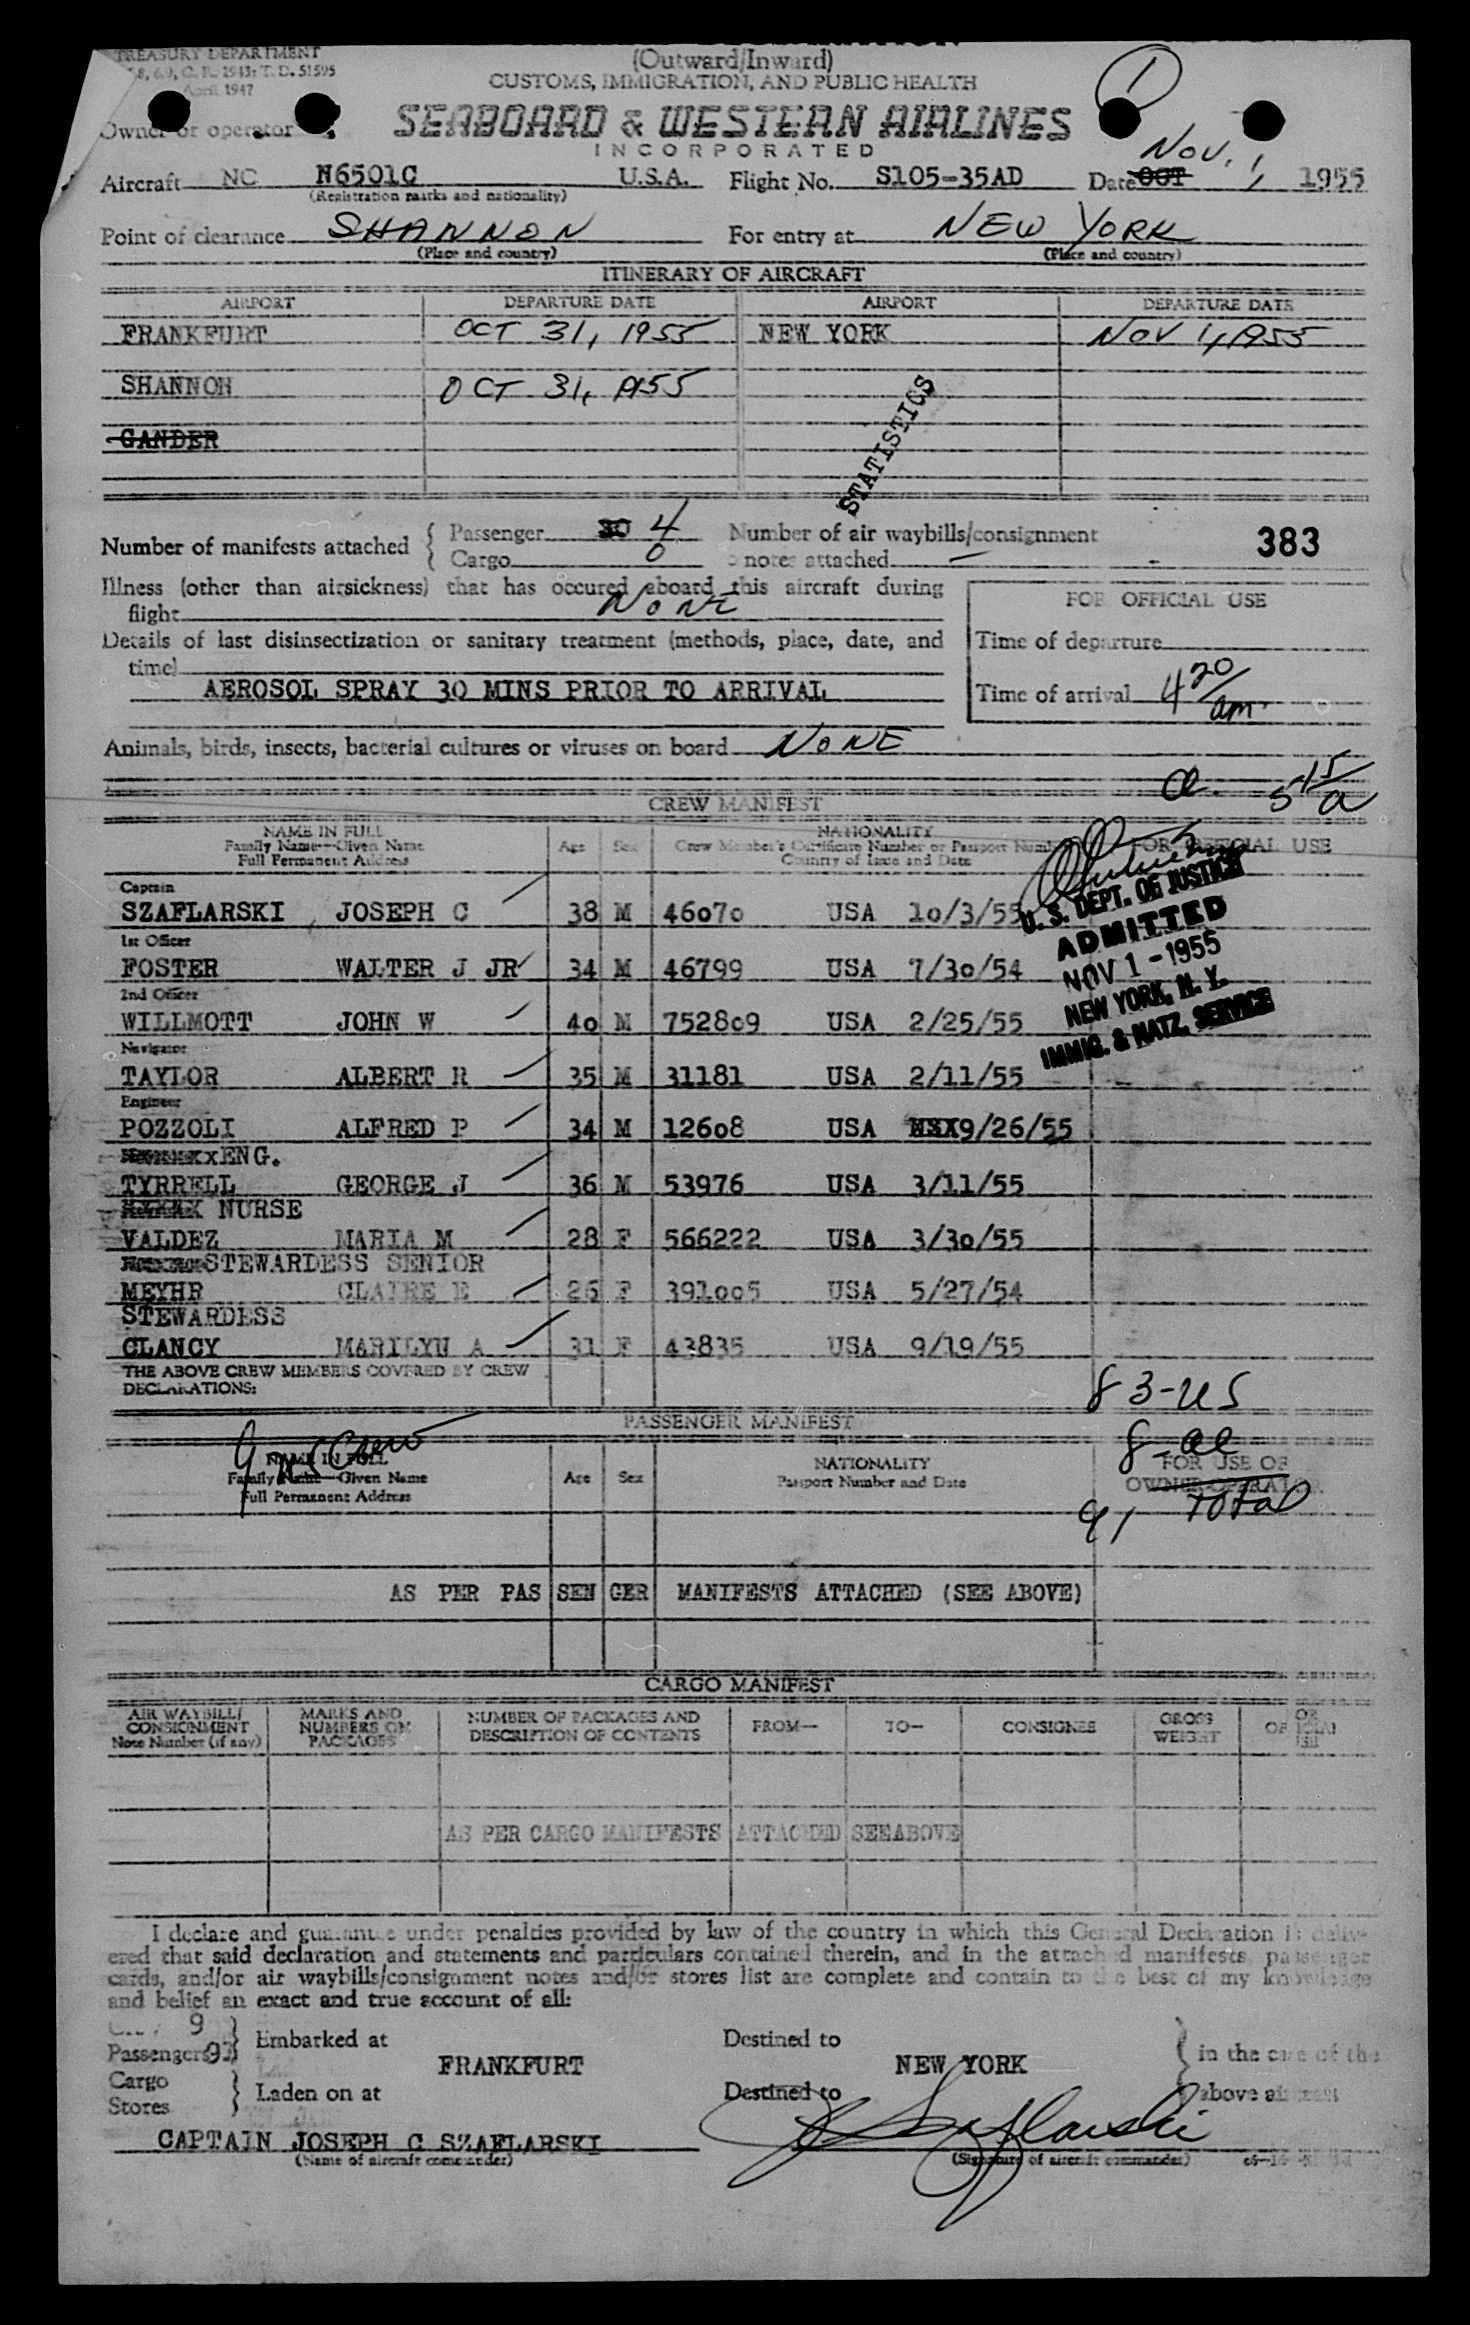 TREASURY DEPARTMENT
(Outward/Inward)
April 1947
CUSTOMS, IMMIGRATION, AND PUBLIC HEALTH
SEABOARD & WESTERN AIRLINES
INCORPORATED
Owner or operator
Aircraft NC N6501C U.S.A. Flight No. S105-35AD Date OCT NOV. 1, 1955
(Registration marks and nationality)
Point of clearance SHANNON For entry at NEW YORK
(Place and country) (Place and country)
ITINERARY OF AIRCRAFT
AIRPORT DEPARTURE DATE AIRPORT DEPARTURE DATE
FRANKFURT OCT 31, 1955 NEW YORK NOV 1, 1955
SHANNON OCT 31, 1955
GANDER
STATISTICS
Number of manifests attached { Passenger 30 4 Number of air waybills/consignment
Cargo 0 notes attached —
383
Illness (other than airsickness) that has occured aboard this aircraft during
flight NONE
FOR OFFICIAL USE
Details of last disinsectization or sanitary treatment (methods, place, date, and
time)
Time of departure
AEROSOL SPRAY 30 MINS PRIOR TO ARRIVAL
Time of arrival 4 20/am.
Animals, birds, insects, bacterial cultures or viruses on board NONE
a. 5 15/a
CREW MANIFEST
NAME IN FULL
Family Name—Given Name
Full Permanent Address
Age Sex
NATIONALITY
Crew Member's Certificate Number or Passport Number
Country of Issue and Date
FOR OFFICIAL USE
Captain
SZAFLARSKI, JOSEPH C 38 M 46070 USA 10/3/55
1st Officer
FOSTER WALTER J JR 34 M 46799 USA 7/30/54
2nd Officer
WILLMOTT JOHN W 40 M 752809 USA 2/25/55
Navigator
TAYLOR ALBERT R 35 M 31181 USA 2/11/55
Engineer
POZZOLI ALFRED P 34 M 12608 USA 9/26/55
ENG.
TYRRELL GEORGE J 36 M 53976 USA 3/11/55
NURSE
VALDEZ MARIA M 28 F 566222 USA 3/30/55
STEWARDESS SENIOR
MEYHR CLAIRE E 26 F 391005 USA 5/27/54
STEWARDESS
CLANCY MARILYN A 31 F 43835 USA 9/19/55
U. S. DEPT. OF JUSTICE
ADMITTED
NOV 1 - 1955
NEW YORK, N. Y.
IMMIG. & NATZ. SERVICE
THE ABOVE CREW MEMBERS COVERED BY CREW
DECLARATIONS:
83-US
PASSENGER MANIFEST
9 US Crew
8-al
NAME IN FULL
Family Name—Given Name
Full Permanent Address
Age Sex
NATIONALITY
Passport Number and Date
FOR USE OF
OWNER-OPERATOR
91 Total
AS PER PASSENGER MANIFESTS ATTACHED (SEE ABOVE)
CARGO MANIFEST
AIR WAYBILL/
CONSIGNMENT
Note Number (if any)
MARKS AND
NUMBERS ON
PACKAGES
NUMBER OF PACKAGES AND
DESCRIPTION OF CONTENTS
FROM— TO— CONSIGNEE
GROSS
WEIGHT
AS PER CARGO MANIFESTS ATTACHED SEEABOVE
I declare and guarantee under penalties provided by law of the country in which this General Declaration is deliv-
ered that said declaration and statements and particulars contained therein, and in the attached manifests, passenger
cards, and/or air waybills/consignment notes and/or stores list are complete and contain to the best of my knowledge
and belief an exact and true account of all:
9
Passengers } Embarked at Destined to } in the case of the
FRANKFURT NEW YORK
Cargo
Stores } Laden on at Destined to above aircraft
CAPTAIN JOSEPH C SZAFLARSKI J Szaflarski
(Name of aircraft commander) (Signature of aircraft commander)